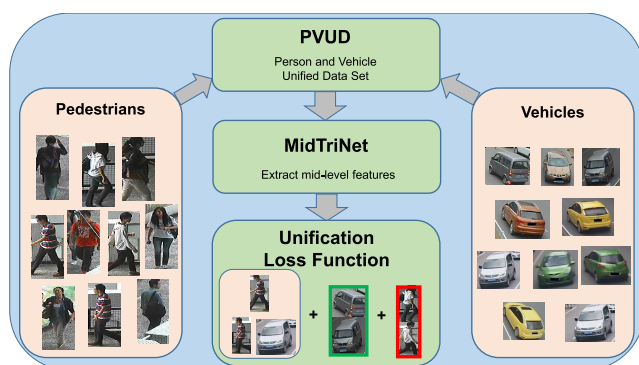 PVUD
Person and Vehicle
Unified Data Set
Pedestrians
Vehicles
MidTriNet
Extract mid-level features
Unification
Loss Function
+
+